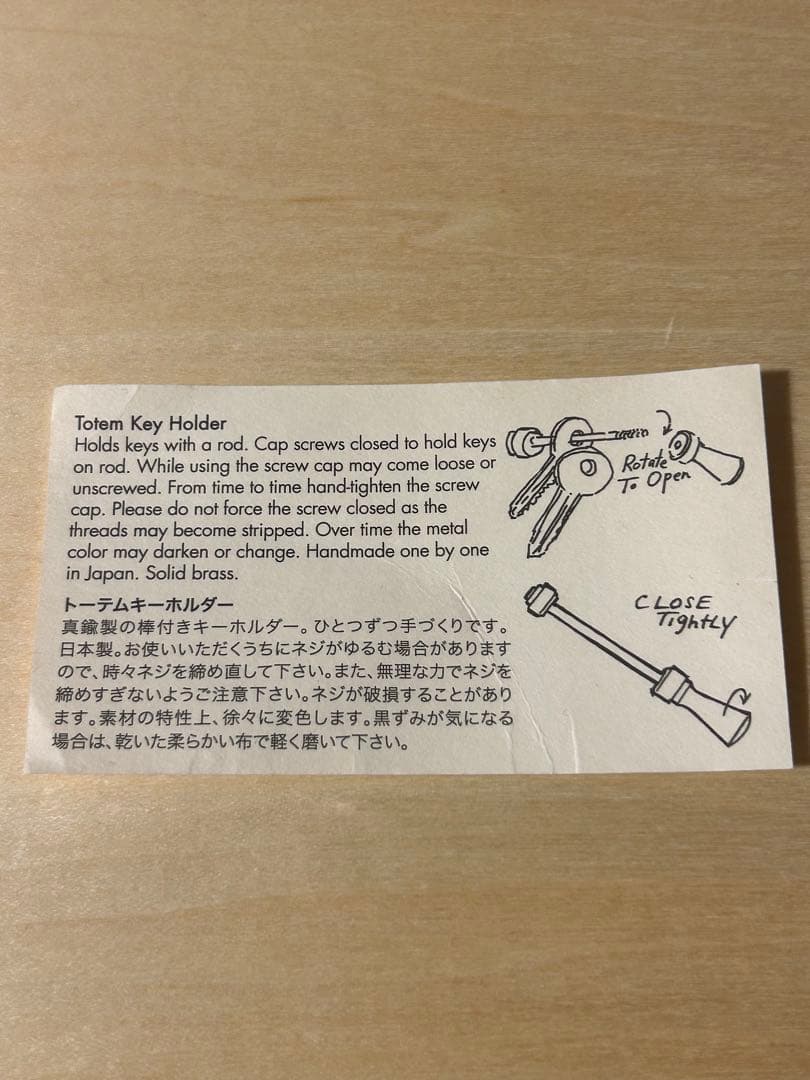 Totem Key Holder
Holds keys with a rod. Cap screws closed to hold keys
on rod. While using the screw cap may come loose or
unscrewed. From time to time hand-tighten the screw
cap. Please do not force the screw closed as the
threads may become stripped. Over time the metal
color may darken or change. Handmade one by one
in Japan. Solid brass.
トーテムキーホルダー
真鍮製の棒付きキーホルダー。ひとつずつ手づくりです。
日本製。お使いいただくうちにネジがゆるむ場合があります
ので、時々ネジを締め直して下さい。また、無理な力でネジを
締めすぎないようご注意下さい。ネジが破損することがあり
ます。素材の特性上、徐々に変色します。黒ずみが気になる
場合は、乾いた柔らかい布で軽く磨いて下さい。
Rotate
To Open
CLOSE
TightLY